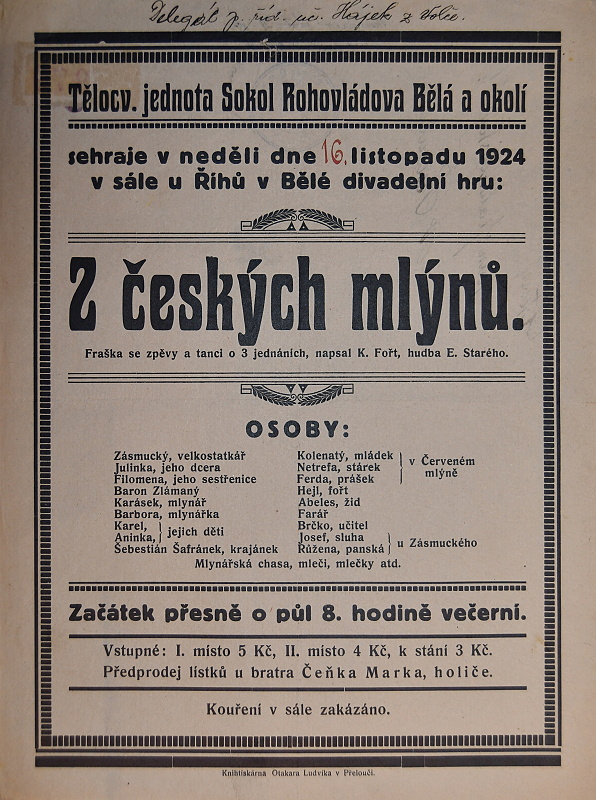 Delegát p. říd. uč. Hájek z
Tělocv. jednota Sokol Rohovládova Bělá a okolí
sehraje v neděli dne 16. listopadu 1924
v sále u Říhů v Bělé divadelní hru:
Z českých mlýnů.
Fraška se zpěvy a tanci o 3 jednáních, napsal K. Fořt, hudba E. Starého.
OSOBY:
Zásmucký, velkostatkář
Julinka, jeho dcera
Filomena, jeho sestřenice
Baron Zlámaný
Karásek, mlynář
Barbora, mlynářka
Karel,
Aninka,
jejich děti
Šebestián Šafránek, krajánek
Kolenatý, mládek
Netrefa, stárek
Ferda, prášek
v Červeném
mlýně
Hejl, fořt
Abeles, žid
Farář
Brčko, učitel
Josef, sluha
Růžena, panská
u Zásmuckého
Mlynářská chasa, mleči, mlečky atd.
Začátek přesně o půl 8. hodině večerní.
Vstupné: I. místo 5 Kč, II. místo 4 Kč, k stání 3 Kč.
Předprodej lístků u bratra Čeňka Marka, holiče.
Kouření v sále zakázáno.
Knihtiskárna Otakara Ludvíka v Přelouči.